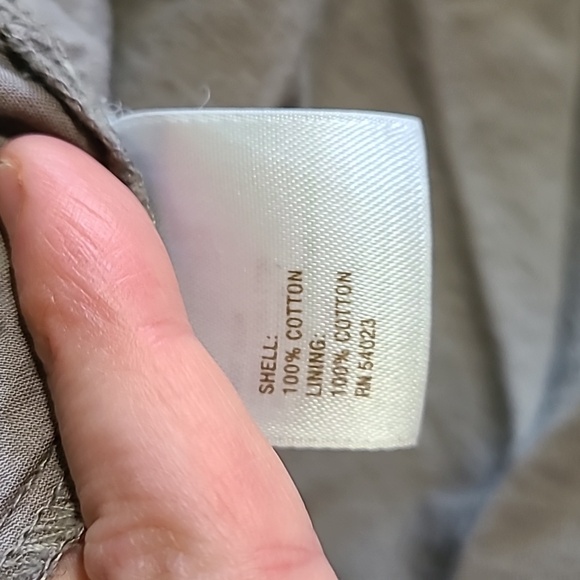 SHELL:
100% COTTON
LINING:
100% COTTON
RN 54023